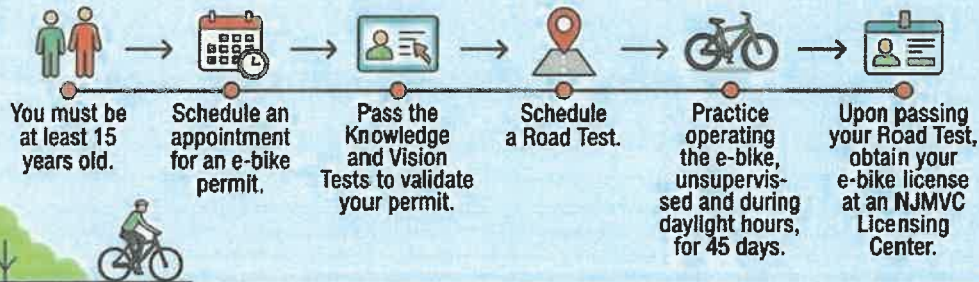 You must be
at least 15
years old.
Schedule an
appointment
for an e-bike
permit.
Pass the
Knowledge
and Vision
Tests to validate
your permit.
Schedule
a Road Test.
Practice
operating
the e-bike,
unsupervis-
sed and during
daylight hours,
for 45 days.
Upon passing
your Road Test,
obtain your
e-bike license
at an NJMVC
Licensing
Center.